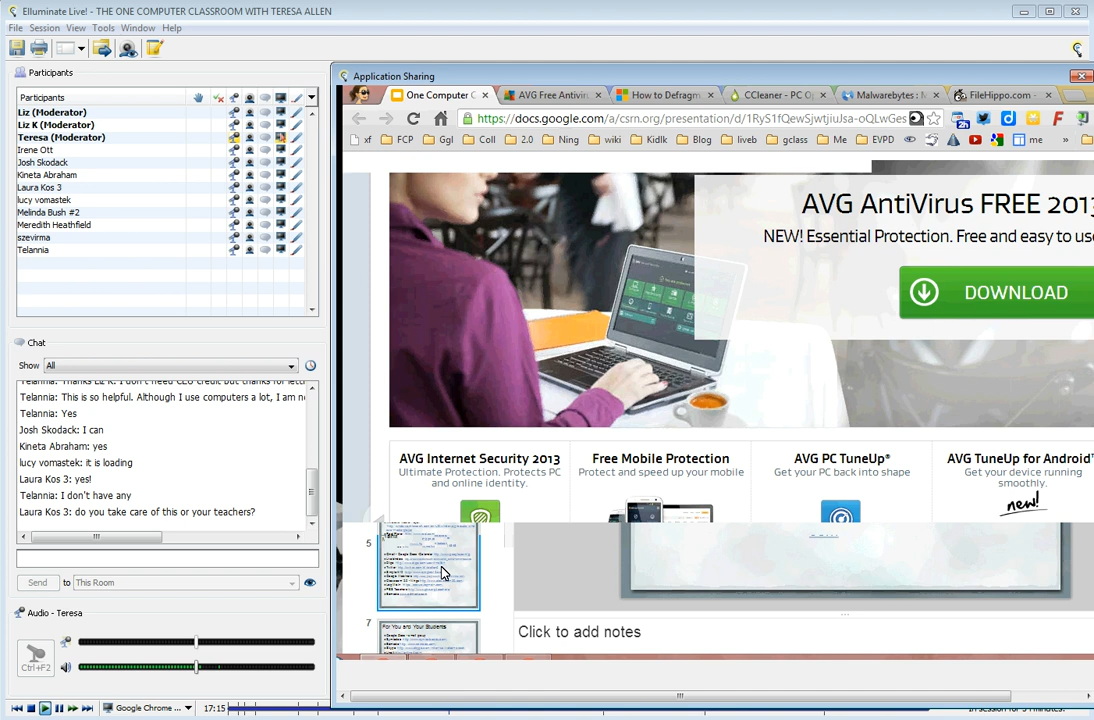 Elluminate Live! - THE ONE COMPUTER CLASSROOM WITH TERESA ALLEN
File Session View Tools Window Help
Participants
Participants
Liz (Moderator)
Liz K (Moderator)
Teresa (Moderator)
Irene Ott
Josh Skodack
Kineta Abraham
Laura Kos 3
lucy vomastek
Melinda Bush #2
Meredith Heathfield
szevirma
Telannia
Chat
Show All
Telannia: This is so helpful. Although I use computers a lot, I am n
Telannia: Yes
Josh Skodack: I can
Kineta Abraham: yes
lucy vomastek: it is loading
Laura Kos 3: yes!
Telannia: I don't have any
Laura Kos 3: do you take care of this or your teachers?
Send to This Room
Audio - Teresa
Ctrl+F2
Google Chrome ... 17:15
Application Sharing
One Computer C AVG Free Antivir How to Defragm CCleaner - PC O Malwarebytes : M FileHippo.com -
https://docs.google.com/a/csrn.org/presentation/d/1RyS1fQewSjwtjiuJsa-oQLwGes
xf FCP Ggl Coll 2.0 Ning wiki Kidlk Blog liveb gclass Me EVPD me »
AVG AntiVirus FREE 2013
NEW! Essential Protection. Free and easy to use
DOWNLOAD
AVG Internet Security 2013
Ultimate Protection. Protects PC
and online identity.
Free Mobile Protection
Protect and speed up your mobile
AVG PC TuneUp®
Get your PC back into shape
AVG TuneUp for Android™
Get your device running
smoothly.
new!
5
7
For You and Your Students
Click to add notes